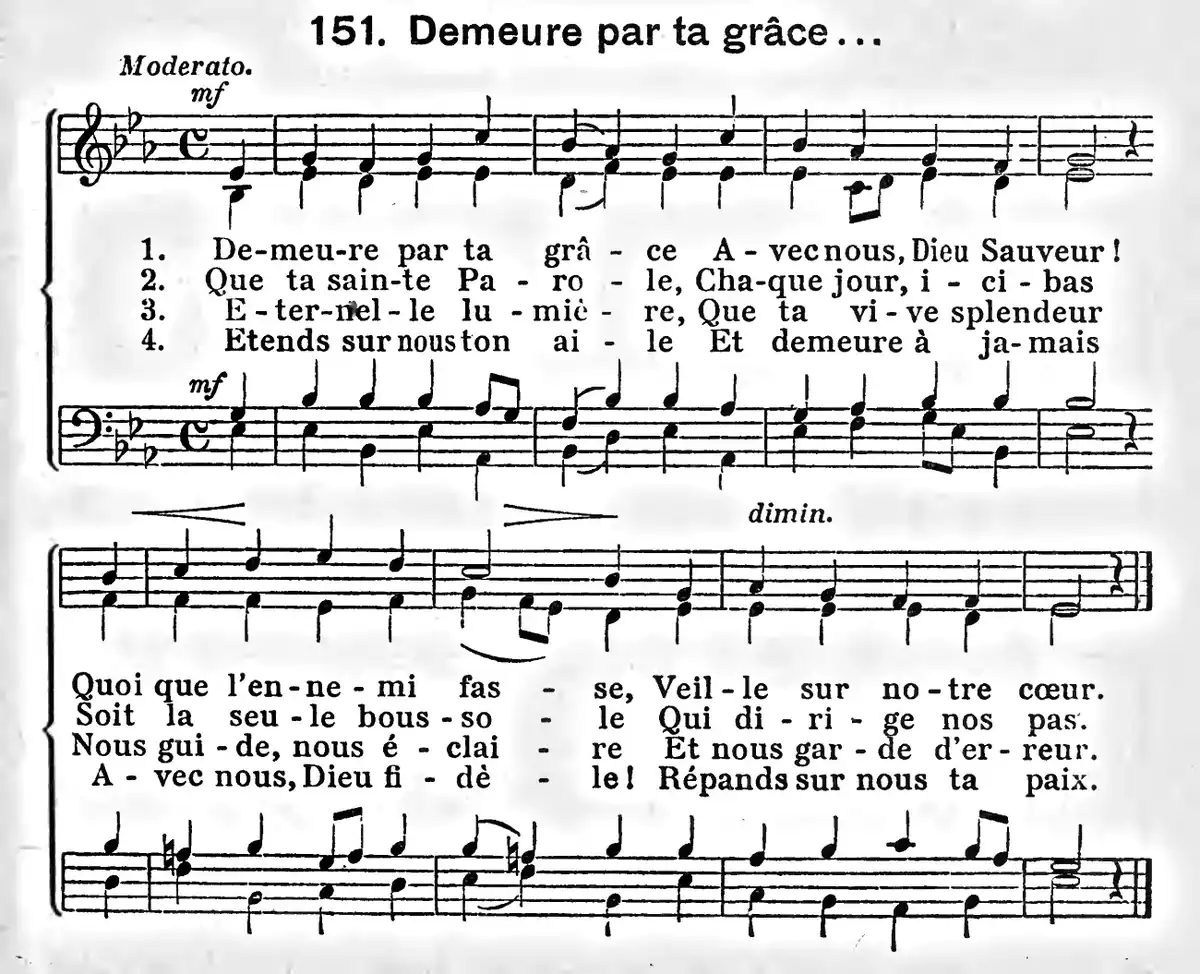 151. Demeure par ta grâce...
Moderato.
mf
1. De-meu-re par ta grâ - ce A - vec nous, Dieu Sauveur !
2. Que ta sain-te Pa - ro - le, Cha-que jour, i - ci - bas
3. E - ter-nel - le lu - miè - re, Que ta vi - ve splendeur
4. Etends sur nous ton ai - le Et demeure à ja-mais
mf
dimin.
Quoi que l'en-ne - mi fas - se, Veil - le sur no - tre cœur.
Soit la seu - le bous - so - le Qui di - ri - ge nos pas.
Nous gui - de, nous é - clai - re Et nous gar - de d'er - reur.
A - vec nous, Dieu fi - dè - le! Répands sur nous ta paix.